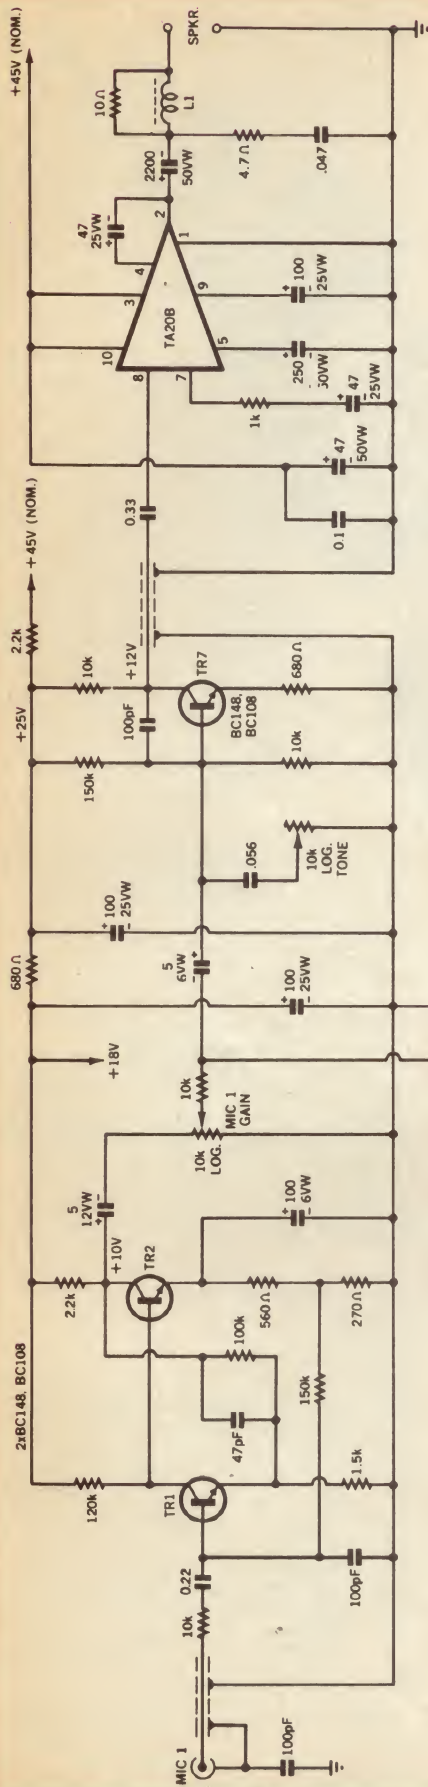 MIC 1
100pF
10k
0.22
100pF
2xBC148, BC108
120k
TR1
47pF
1.5k
150k
100k
2.2k
+10V
TR2
560Ω
270Ω
5
12VW
+
-
+
100
- 6VW
10k
LOG.
MIC 1
GAIN
10k
+18V
680Ω
+
100
- 25VW
+
100
- 25VW
5
6VW
-
+
.056
10k
LOG.
TONE
+25V
2.2k
+45V (NOM.)
150k
10k
100pF
+12V
TR7
BC148,
BC108
10k
680Ω
0.33
0.1
+
47
- 50VW
1k
+
47
- 25VW
+
250
- 50VW
+
100
- 25VW
10
3
4
8
7
5
9
1
2
TA20B
47
25VW
+
-
2200
50VW
+
-
10Ω
L1
4.7Ω
.047
SPKR.
+45V (NOM.)